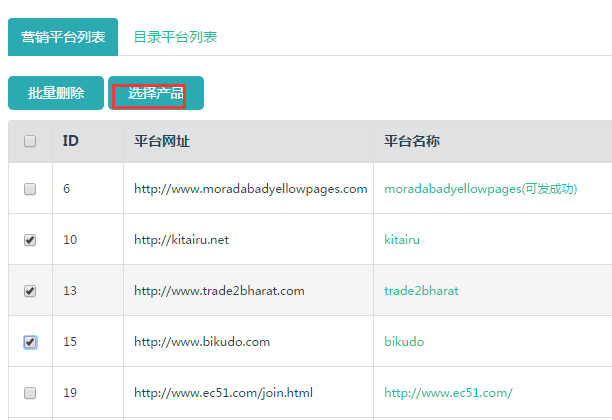 营销平台列表 目录平台列表
批量删除 选择产品
ID 平台网址 平台名称
6 http://www.moradabadyellowpages.com moradabadyellowpages(可发成功)
10 http://kitairu.net kitairu
13 http://www.trade2bharat.com trade2bharat
15 http://www.bikudo.com bikudo
19 http://www.ec51.com/join.html http://www.ec51.com/